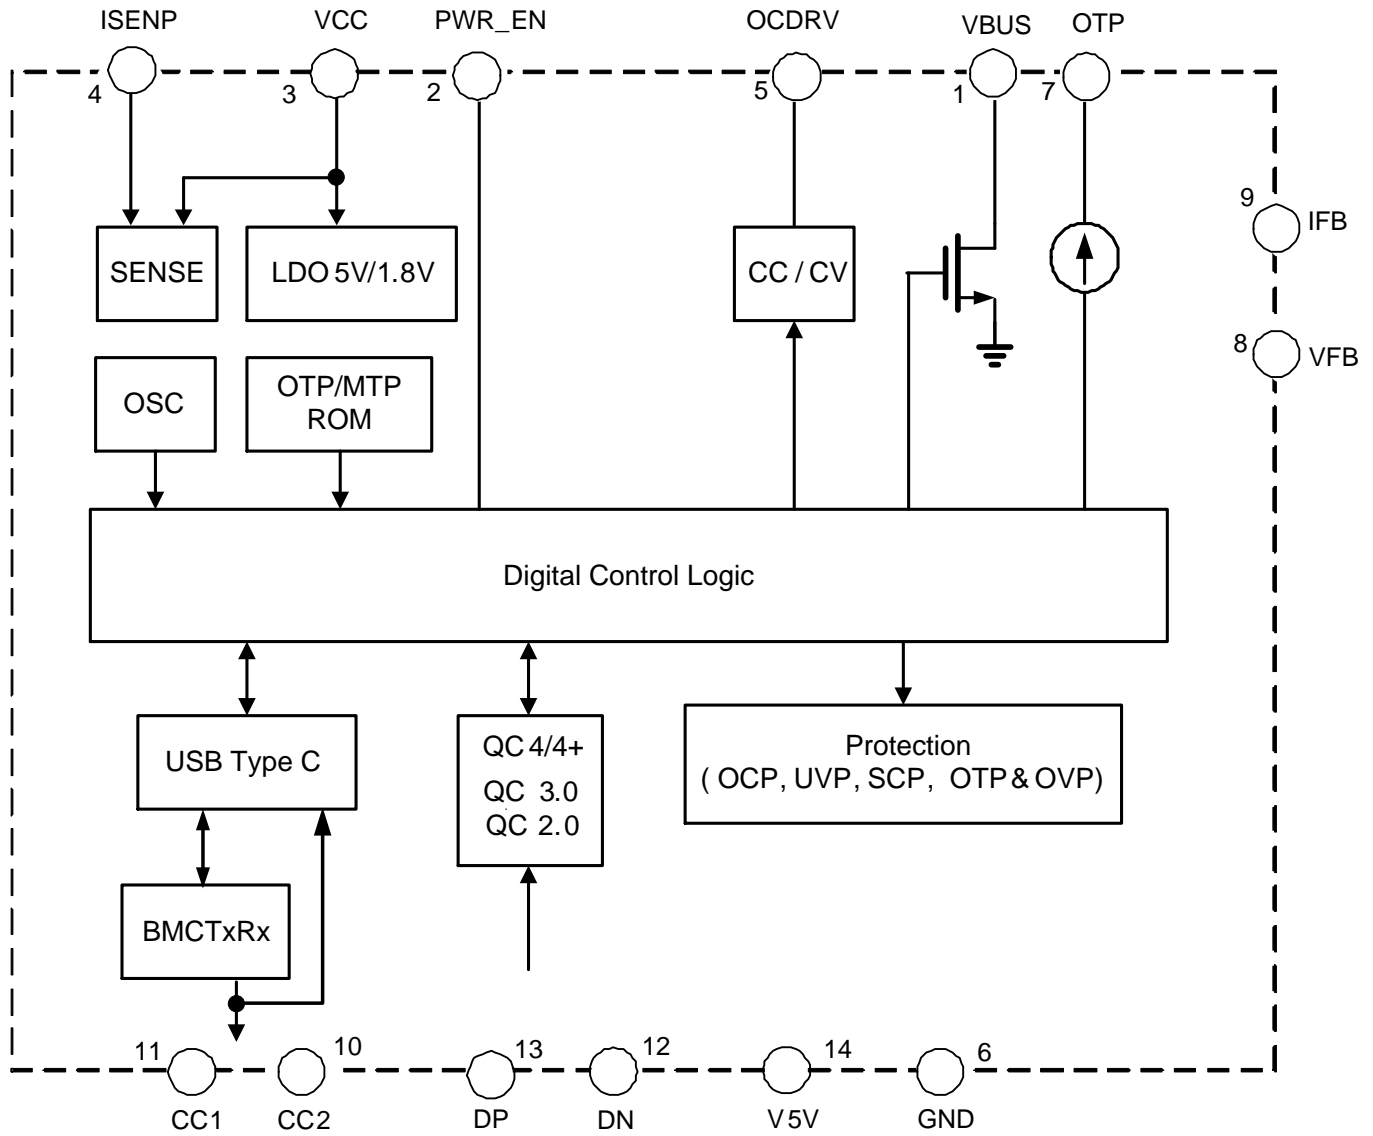 ISENP
VCC
PWR_EN
OCDRV
VBUS
OTP
4
3
2
5
1
7
9
IFB
8
VFB
SENSE
LDO 5V/1.8V
CC / CV
OSC
OTP/MTP
ROM
Digital Control Logic
USB Type C
QC 4/4+
QC 3.0
QC 2.0
Protection
( OCP, UVP, SCP, OTP & OVP)
BMCTxRx
11
10
13
12
14
6
CC1
CC2
DP
DN
V5V
GND